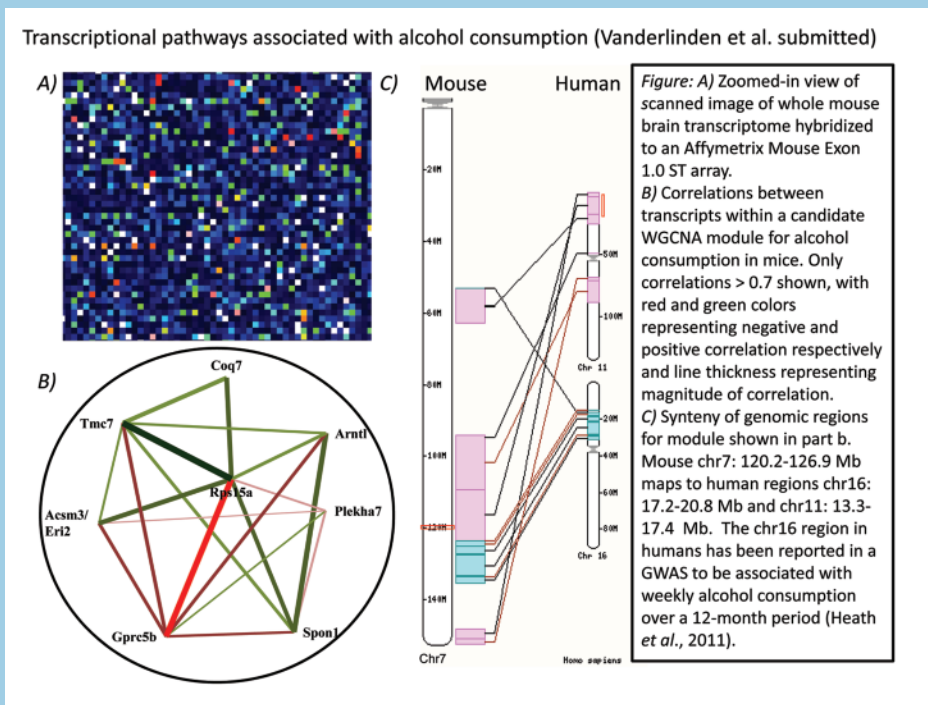 Transcriptional pathways associated with alcohol consumption (Vanderlinden et al. submitted)
A)
B)
Coq7
Tmc7
Arntl
Rps15a
Plekha7
Acsm3/
Eri2
Gprc5b
Spon1
C)
Mouse
Human
-20M
-40M
-60M
-80M
-100M
-120M
-140M
Chr7
-50M
-100M
Chr 11
-20M
-40M
-60M
-80M
Chr 16
Homo sapiens
Figure: A) Zoomed-in view of
scanned image of whole mouse
brain transcriptome hybridized
to an Affymetrix Mouse Exon
1.0 ST array.
B) Correlations between
transcripts within a candidate
WGCNA module for alcohol
consumption in mice. Only
correlations > 0.7 shown, with
red and green colors
representing negative and
positive correlation respectively
and line thickness representing
magnitude of correlation.
C) Synteny of genomic regions
for module shown in part b.
Mouse chr7: 120.2-126.9 Mb
maps to human regions chr16:
17.2-20.8 Mb and chr11: 13.3-
17.4 Mb. The chr16 region in
humans has been reported in a
GWAS to be associated with
weekly alcohol consumption
over a 12-month period (Heath
et al., 2011).